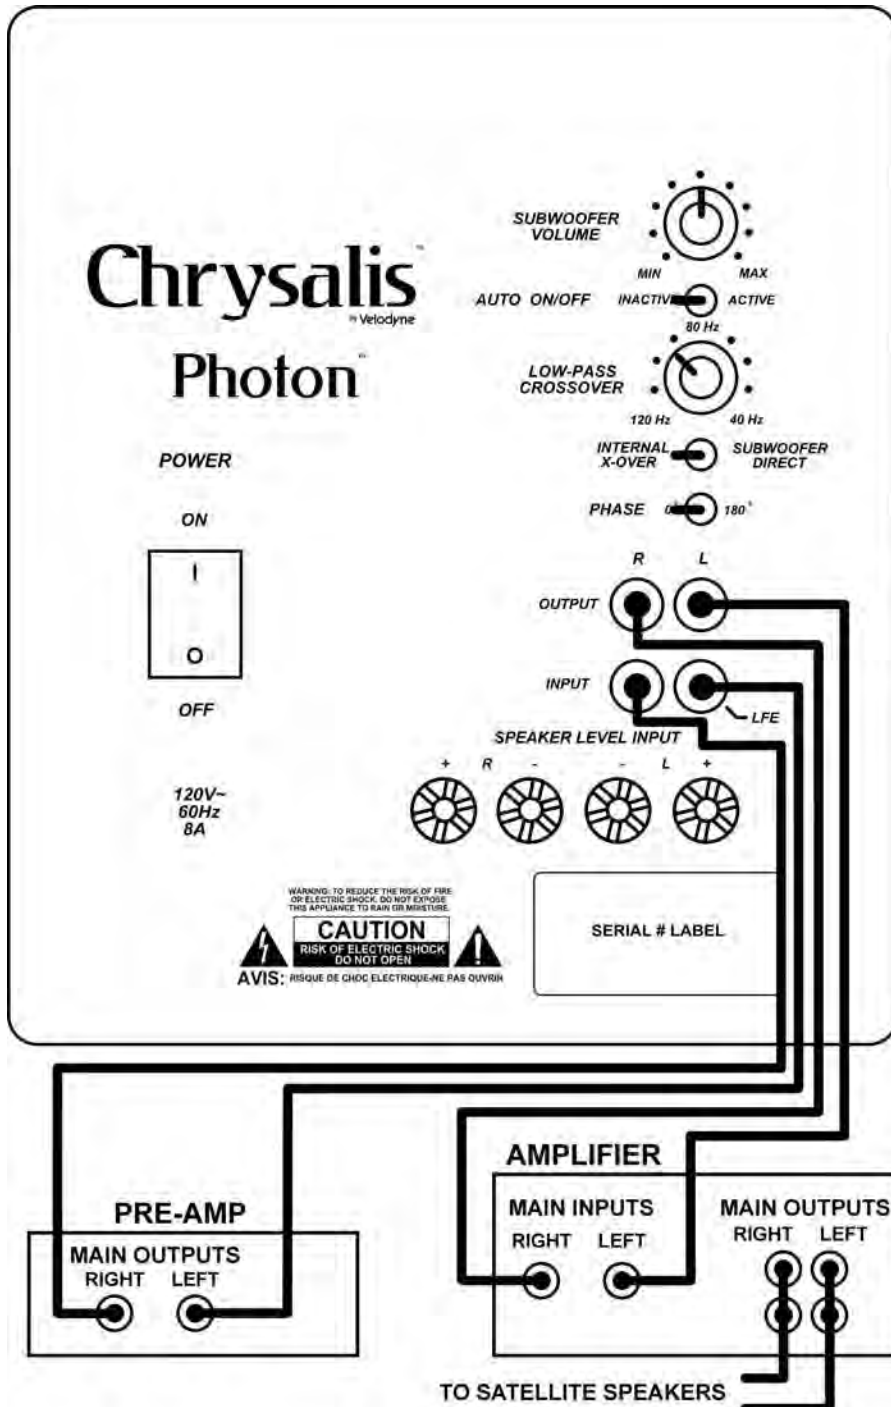 SUBWOOFER
VOLUME
MIN MAX
Chrysalis™
by Velodyne
Photon
AUTO ON/OFF INACTIVE ACTIVE
80 Hz
LOW-PASS
CROSSOVER
120 Hz 40 Hz
INTERNAL
X-OVER
SUBWOOFER
DIRECT
PHASE 0° 180°
POWER
ON
I
O
OFF
R L
OUTPUT
INPUT
LFE
SPEAKER LEVEL INPUT
+ R - - L +
120V~
60Hz
8A
WARNING: TO REDUCE THE RISK OF FIRE
OR ELECTRIC SHOCK, DO NOT EXPOSE
THIS APPLIANCE TO RAIN OR MOISTURE.
CAUTION
RISK OF ELECTRIC SHOCK
DO NOT OPEN
!
AVIS: RISQUE DE CHOC ELECTRIQUE-NE PAS OUVRIR
SERIAL # LABEL
PRE-AMP
MAIN OUTPUTS
RIGHT LEFT
AMPLIFIER
MAIN INPUTS
RIGHT LEFT
MAIN OUTPUTS
RIGHT LEFT
TO SATELLITE SPEAKERS